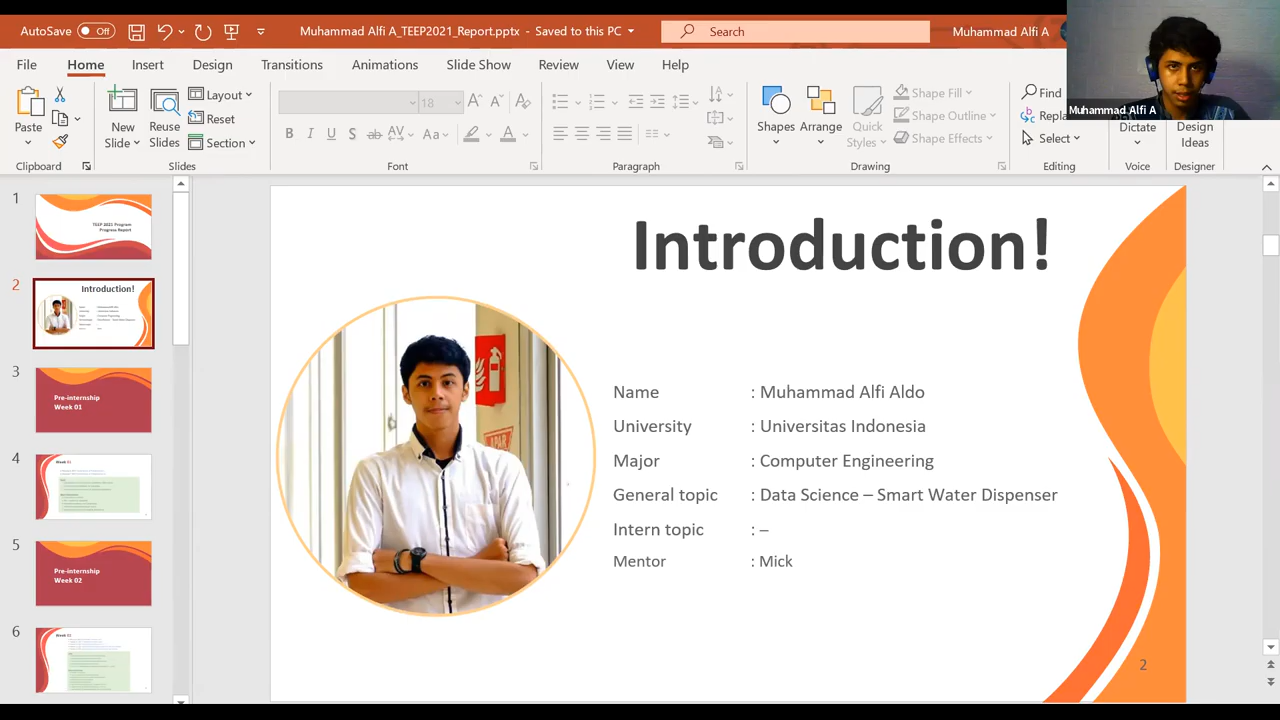 AutoSave Off Muhammad Alfi A_TEEP2021_Report.pptx - Saved to this PC Search Muhammad Alfi A
File Home Insert Design Transitions Animations Slide Show Review View Help
Muhammad Alfi A
Paste
New Slide
Reuse Slides
Layout
Reset
Section
18
B I U S ab AV Aa A
Shapes
Arrange
Quick Styles
Shape Fill
Shape Outline
Shape Effects
Find
Select
Dictate
Design Ideas
Clipboard Slides Font Paragraph Drawing Editing Voice Designer
1
TEEP 2021 Program
Progress Report
2
Introduction!
3
Pre-internship
Week 01
4
Week 01
5
Pre-internship
Week 02
6
Week 02
Introduction!
APAR
Name : Muhammad Alfi Aldo
University : Universitas Indonesia
Major : Computer Engineering
General topic : Data Science – Smart Water Dispenser
Intern topic : –
Mentor : Mick
2